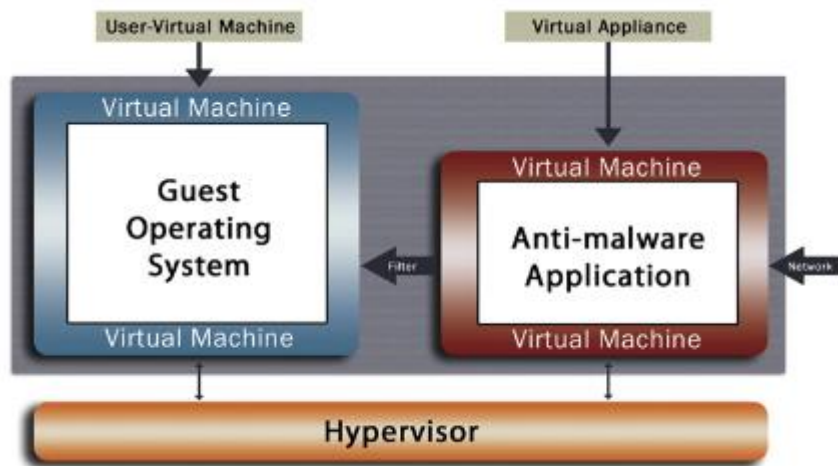 User-Virtual Machine
Virtual Appliance
Virtual Machine
Guest
Operating
System
Virtual Machine
Filter
Virtual Machine
Anti-malware
Application
Virtual Machine
Network
Hypervisor